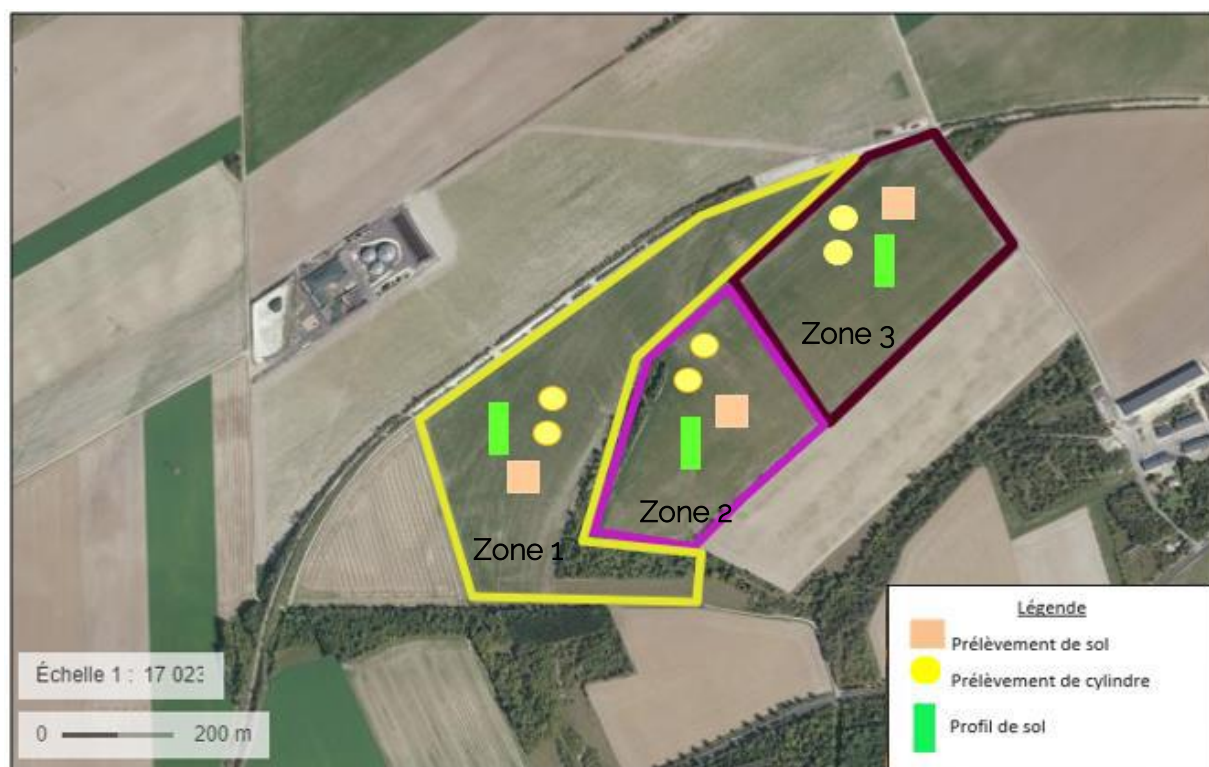 Zone 3
Zone 2
Zone 1
Légende
Prélèvement de sol
Prélèvement de cylindre
Profil de sol
Échelle 1 : 17 023
0 200 m